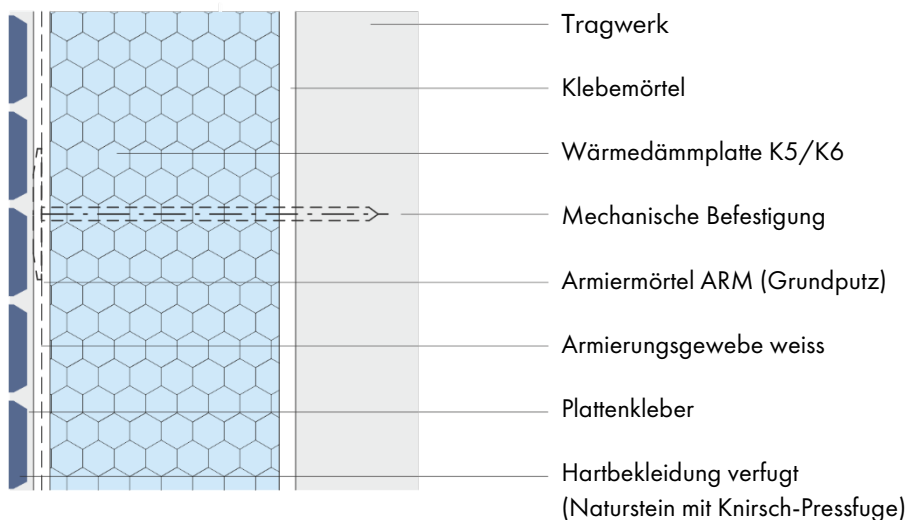 Tragwerk
Klebemörtel
Wärmedämmplatte K5/K6
Mechanische Befestigung
Armiermörtel ARM (Grundputz)
Armierungsgewebe weiss
Plattenkleber
Hartbekleidung verfugt
(Naturstein mit Knirsch-Pressfuge)